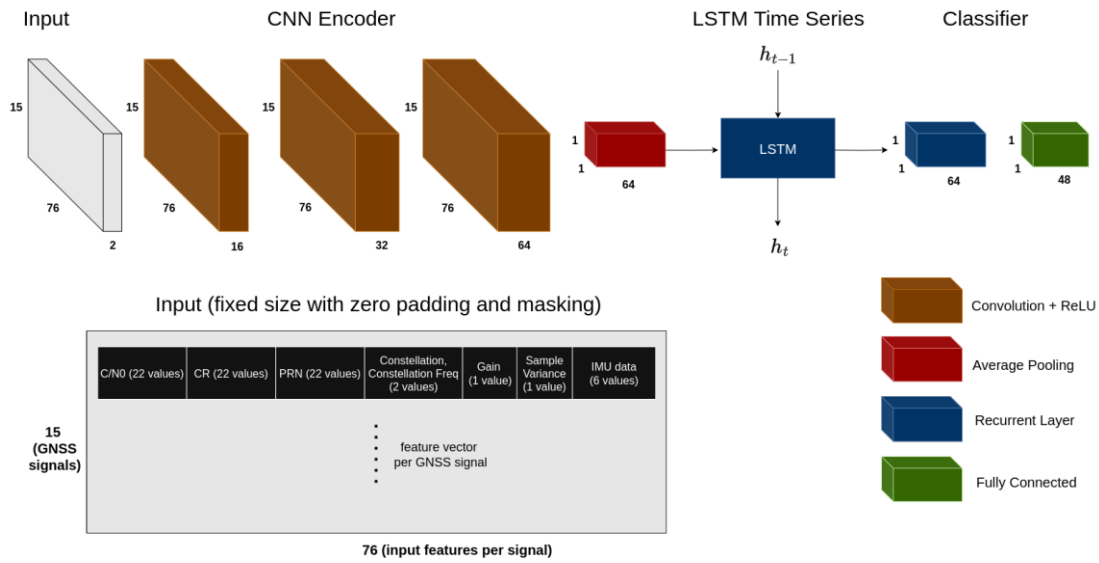 Input
CNN Encoder
LSTM Time Series
Classifier
h_{t-1}
15
15
15
15
1
1
64
LSTM
1
1
64
1
1
48
76
2
76
16
76
32
76
64
h_t
Input (fixed size with zero padding and masking)
C/N0 (22 values)
CR (22 values)
PRN (22 values)
Constellation,
Constellation Freq
(2 values)
Gain
(1 value)
Sample
Variance
(1 value)
IMU data
(6 values)
15
(GNSS
signals)
feature vector
per GNSS signal
76 (input features per signal)
Convolution + ReLU
Average Pooling
Recurrent Layer
Fully Connected